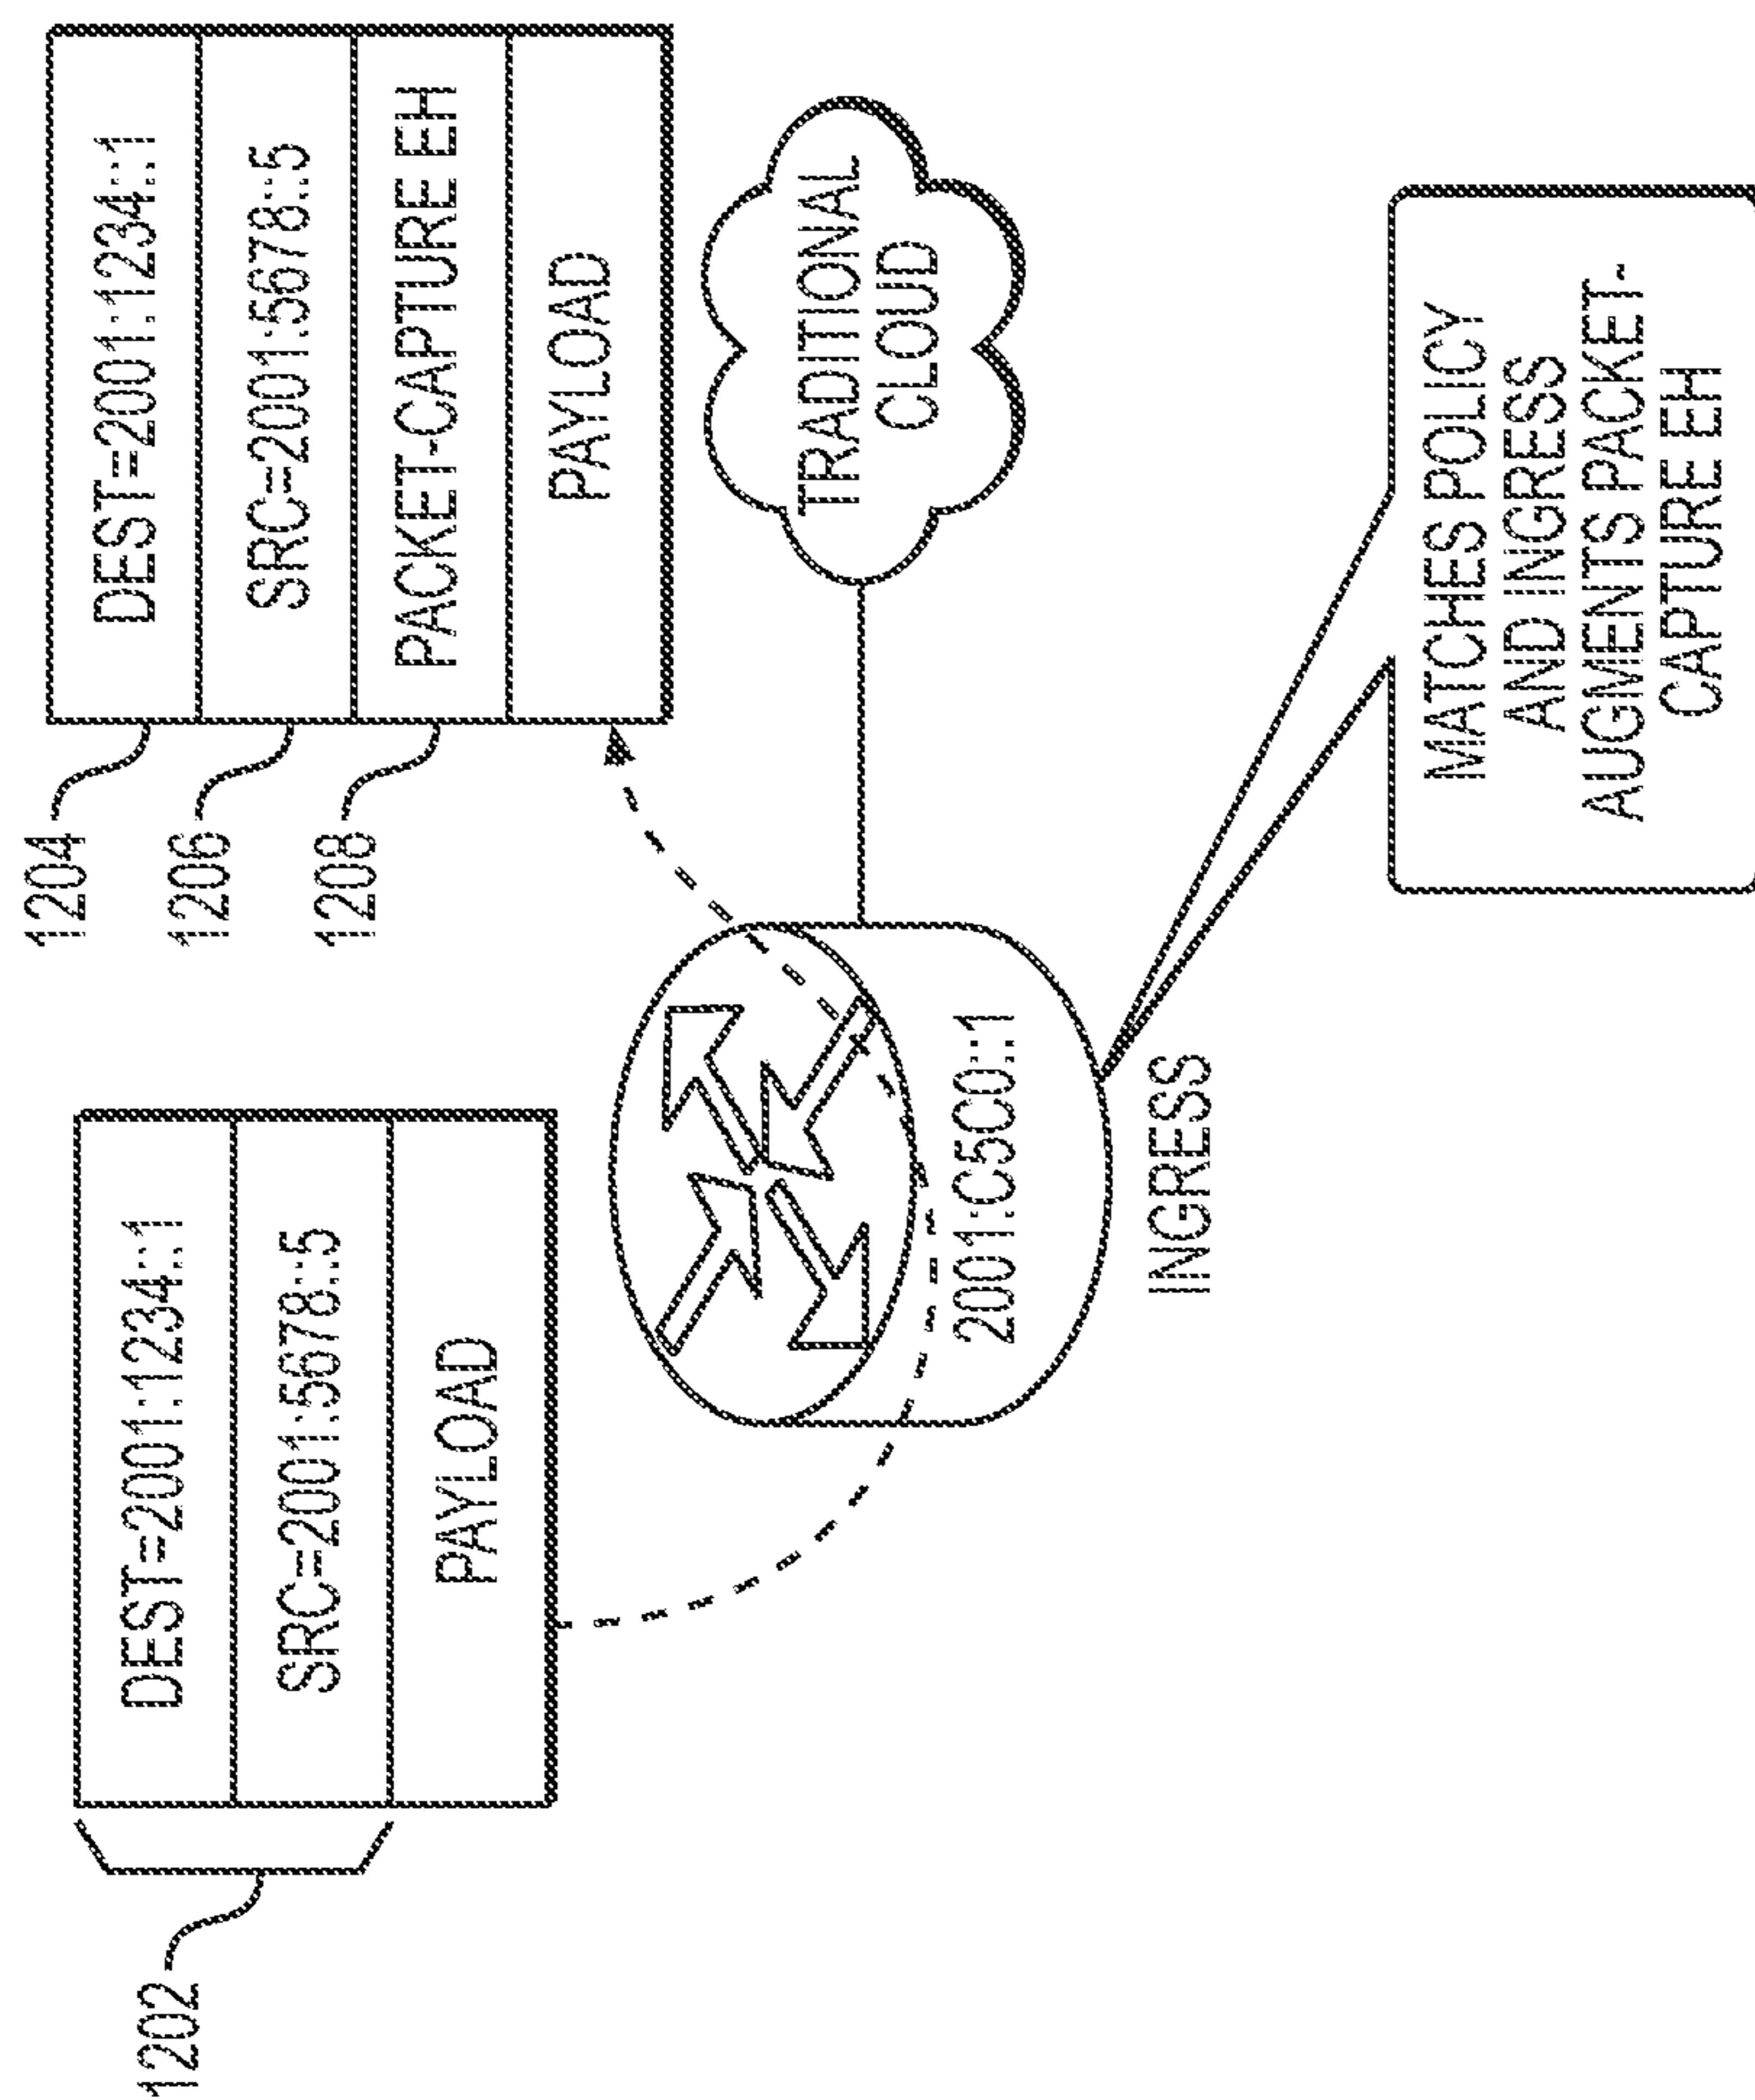 1202
DEST=2001:1234::1
SRC=2001:5678::5
PAYLOAD
1204
1206
1208
DEST=2001:1234::1
SRC=2001:5678::5
PACKET-CAPTURE EH
PAYLOAD
2001:C5C0::1
INGRESS
TRADITIONAL
CLOUD
MATCHES POLICY
AND INGRESS
AUGMENTS PACKET-
CAPTURE EH